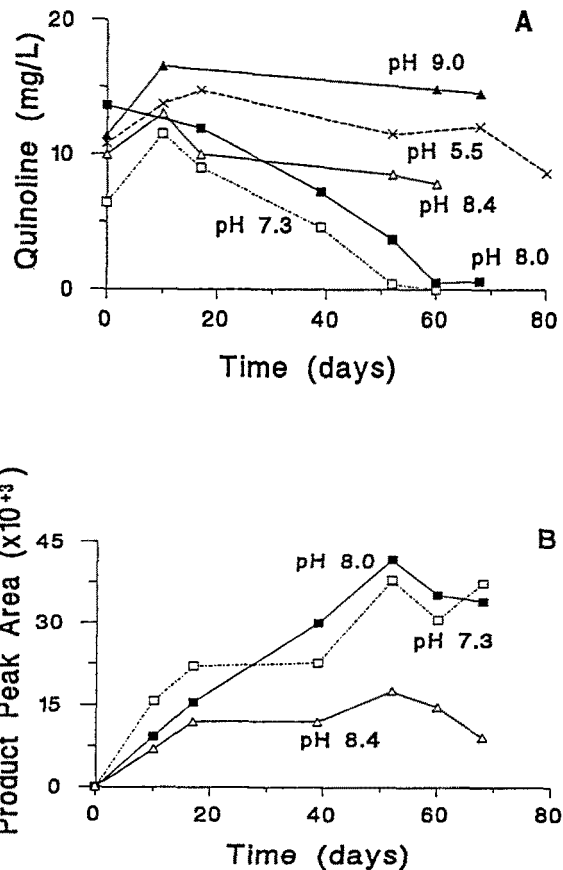 A
Quinoline (mg/L)
20
10
0
pH 9.0
pH 5.5
pH 8.4
pH 7.3
pH 8.0
0 20 40 60 80
Time (days)
B
Product Peak Area (x10+3)
45
30
15
0
pH 8.0
pH 7.3
pH 8.4
0 20 40 60 80
Time (days)